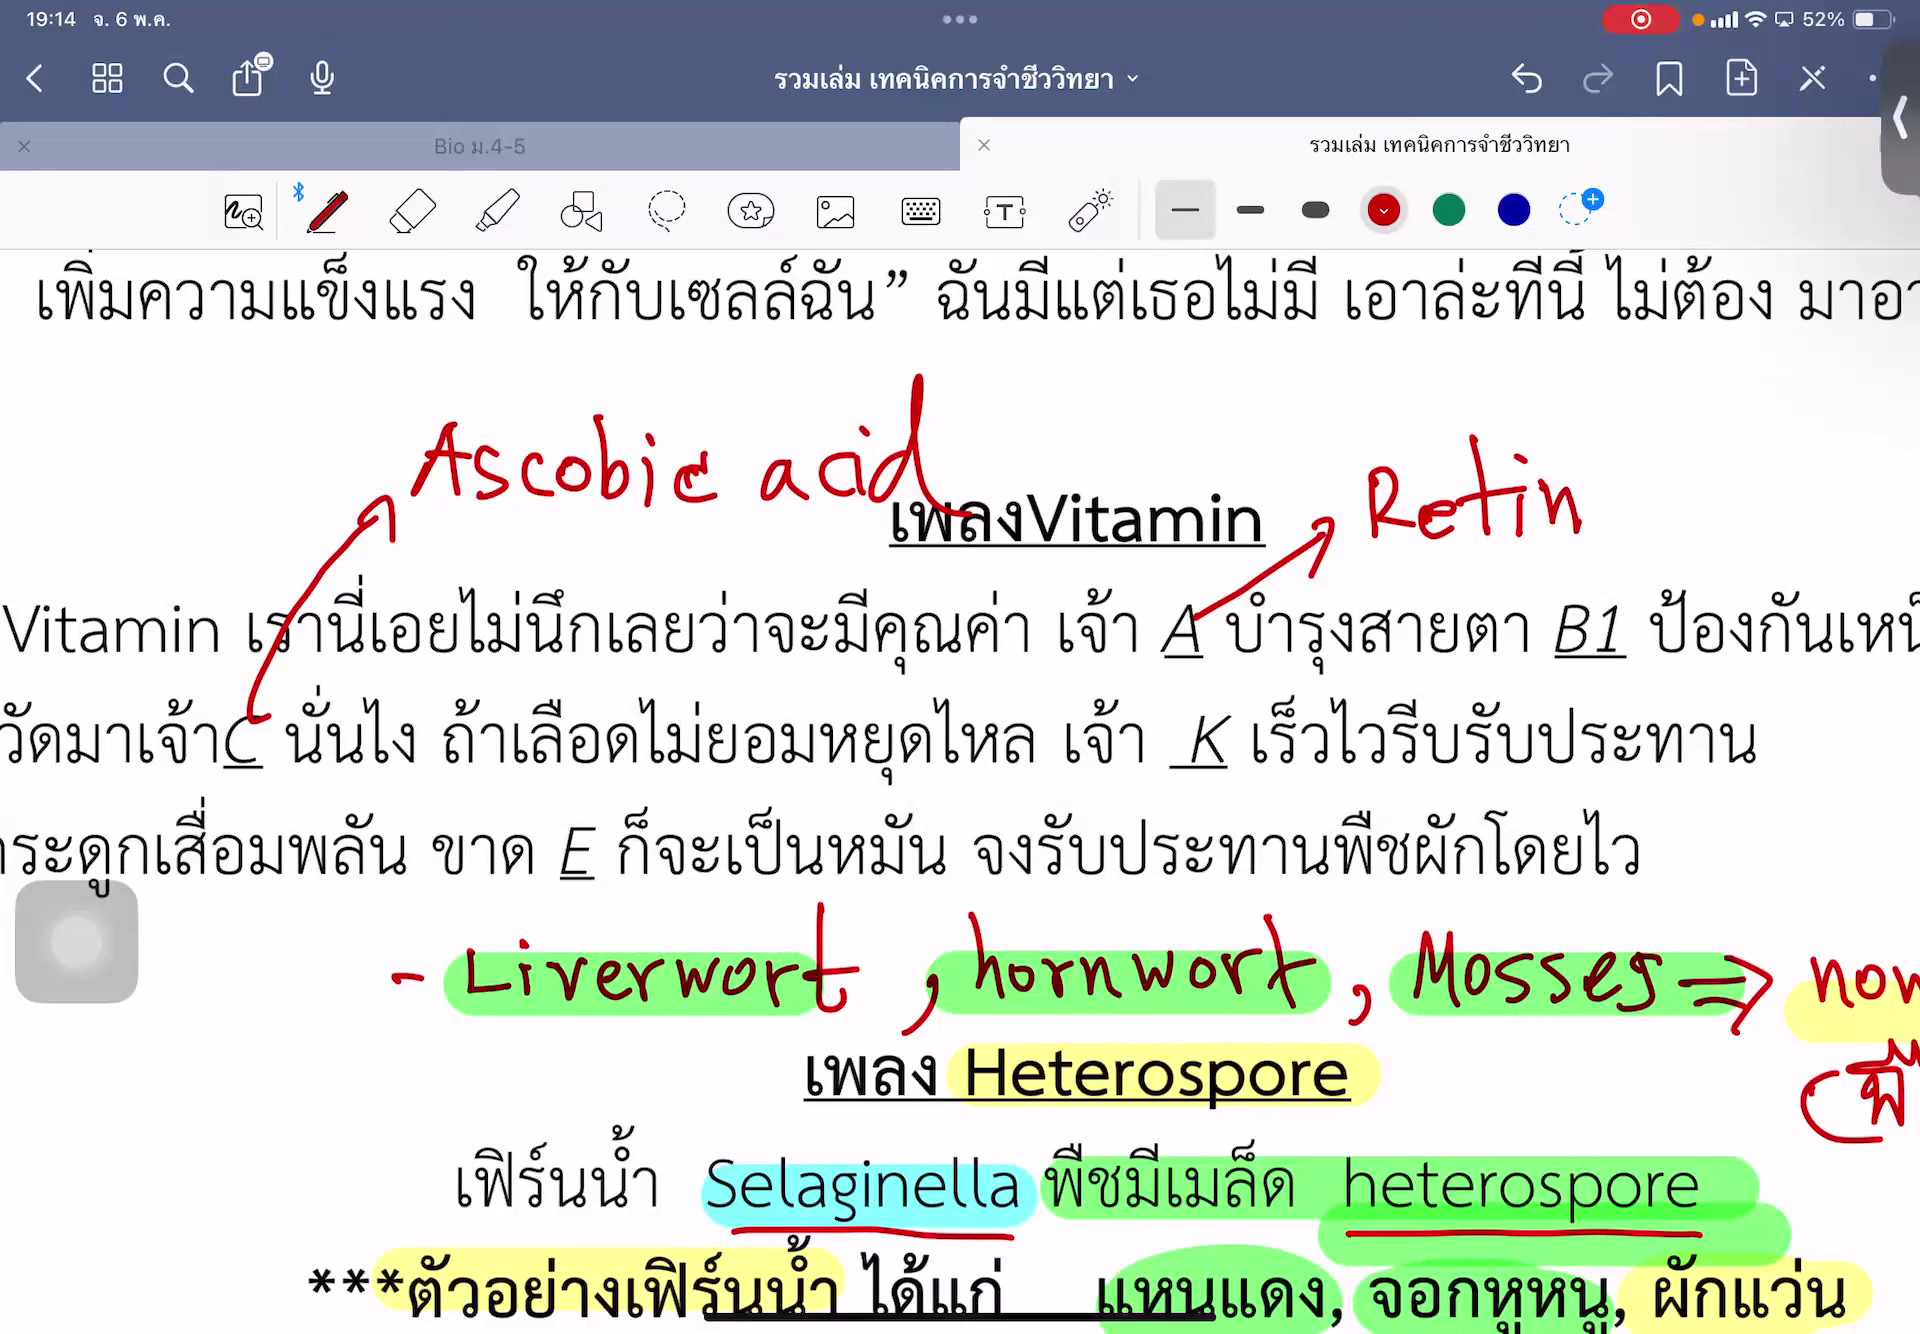 19:14 จ. 6 พ.ค.
52%
รวมเล่ม เทคนิคการจำชีววิทยา
Bio ม.4-5
รวมเล่ม เทคนิคการจำชีววิทยา
เพิ่มความแข็งแรง ให้กับเซลล์ฉัน” ฉันมีแต่เธอไม่มี เอาล่ะทีนี้ ไม่ต้อง
Ascobic acid
Retin
เพลงVitamin
Vitamin เรานี่เอยไม่นึกเลยว่าจะมีคุณค่า เจ้า A บำรุงสายตา B1 ป้องกัน
วัดมาเจ้าC นั่นไง ถ้าเลือดไม่ยอมหยุดไหล เจ้า K เร็วไวรีบรับประทาน
กระดูกเสื่อมพลัน ขาด E ก็จะเป็นหมัน จงรับประทานพืชผักโดยไว
- Liverwort , hornwort , Mosses ⇒
เพลง Heterospore
เฟิร์นน้ำ Selaginella พืชมีเมล็ด heterospore
***ตัวอย่างเฟิร์นน้ำ ได้แก่ แหนแดง, จอกหูหนู, ผักแว่น